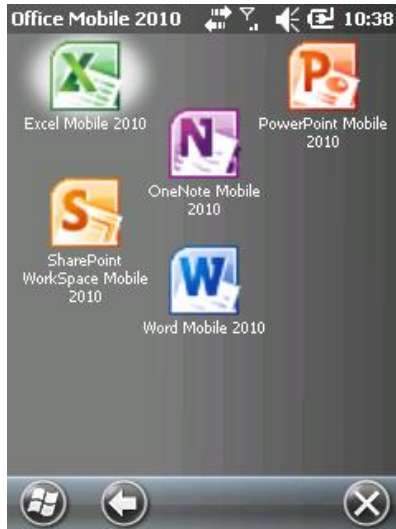 Office Mobile 2010 10:38
Excel Mobile 2010
PowerPoint Mobile
2010
OneNote Mobile
2010
SharePoint
WorkSpace Mobile
2010
Word Mobile 2010